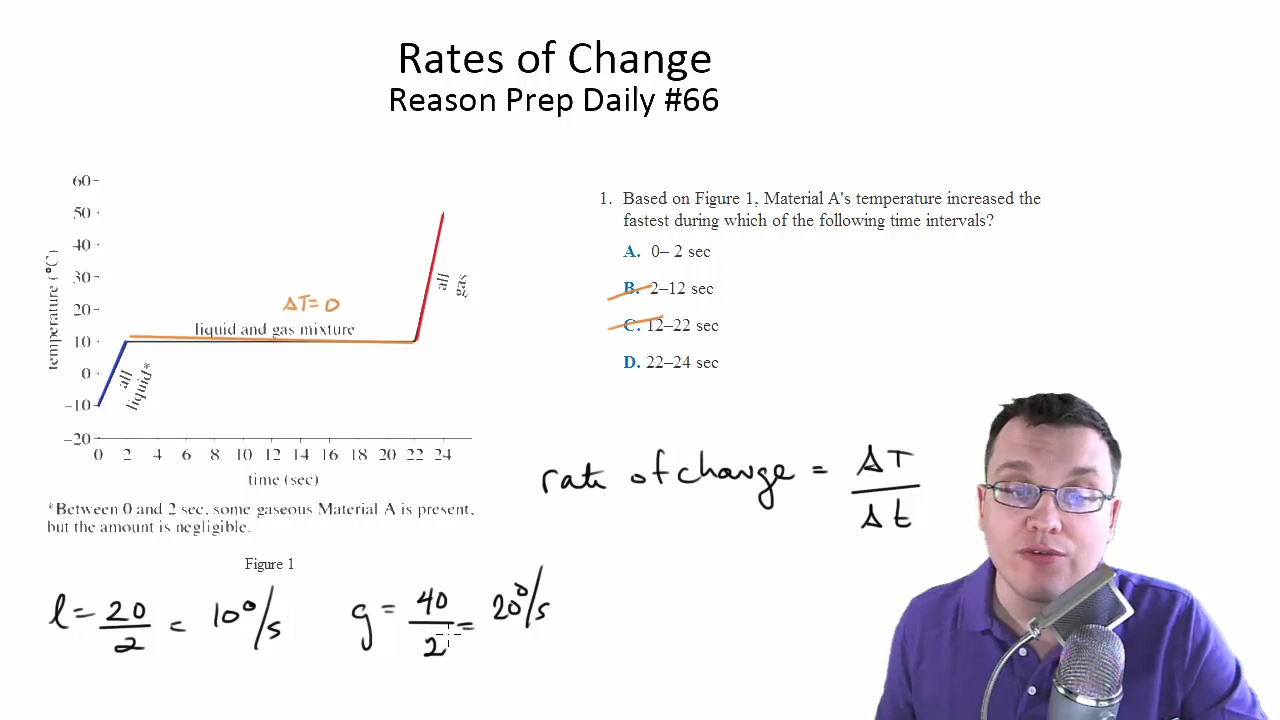 Rates of Change
Reason Prep Daily #66
60
50
40
30
20
10
0
-10
-20
temperature (°C)
ΔT=0
liquid and gas mixture
all
gas
all
liquid*
0 2 4 6 8 10 12 14 16 18 20 22 24
time (sec)
*Between 0 and 2 sec, some gaseous Material A is present,
but the amount is negligible.
Figure 1
1. Based on Figure 1, Material A's temperature increased the
fastest during which of the following time intervals?
A. 0– 2 sec
B. 2–12 sec
C. 12–22 sec
D. 22–24 sec
rate of change = ΔT/Δt
l = 20/2 = 10°/s
g = 40/2 = 20°/s